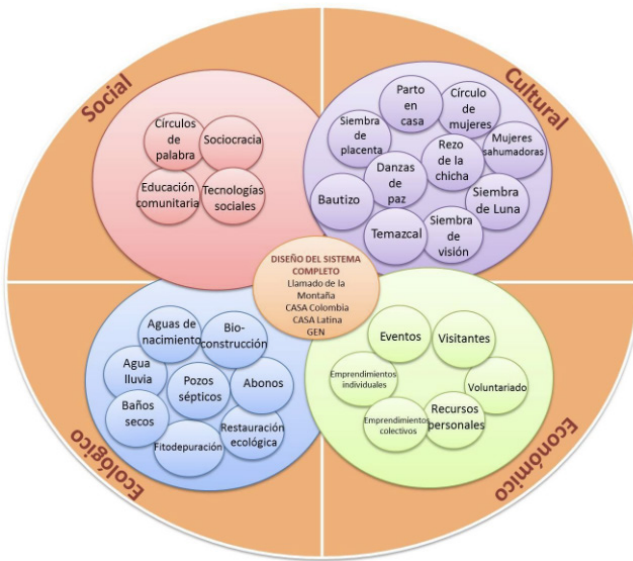 Social
Círculos
de
palabra
Sociocracia
Educación
comunitaria
Tecnologías
sociales
Cultural
Parto
en
casa
Círculo
de
mujeres
Siembra
de
placenta
Mujeres
sahumadoras
Rezo
de la
chicha
Danzas
de
paz
Bautizo
Siembra
de Luna
Temazcal
Siembra
de
visión
DISEÑO DEL SISTEMA
COMPLETO
Llamado de la
Montaña
CASA Colombia
CASA Latina
GEN
Ecológico
Aguas de
nacimiento
Bio-
construcción
Agua
lluvia
Pozos
sépticos
Abonos
Baños
secos
Fitodepuración
Restauración
ecológica
Económico
Eventos
Visitantes
Emprendimientos
individuales
Voluntariado
Emprendimientos
colectivos
Recursos
personales